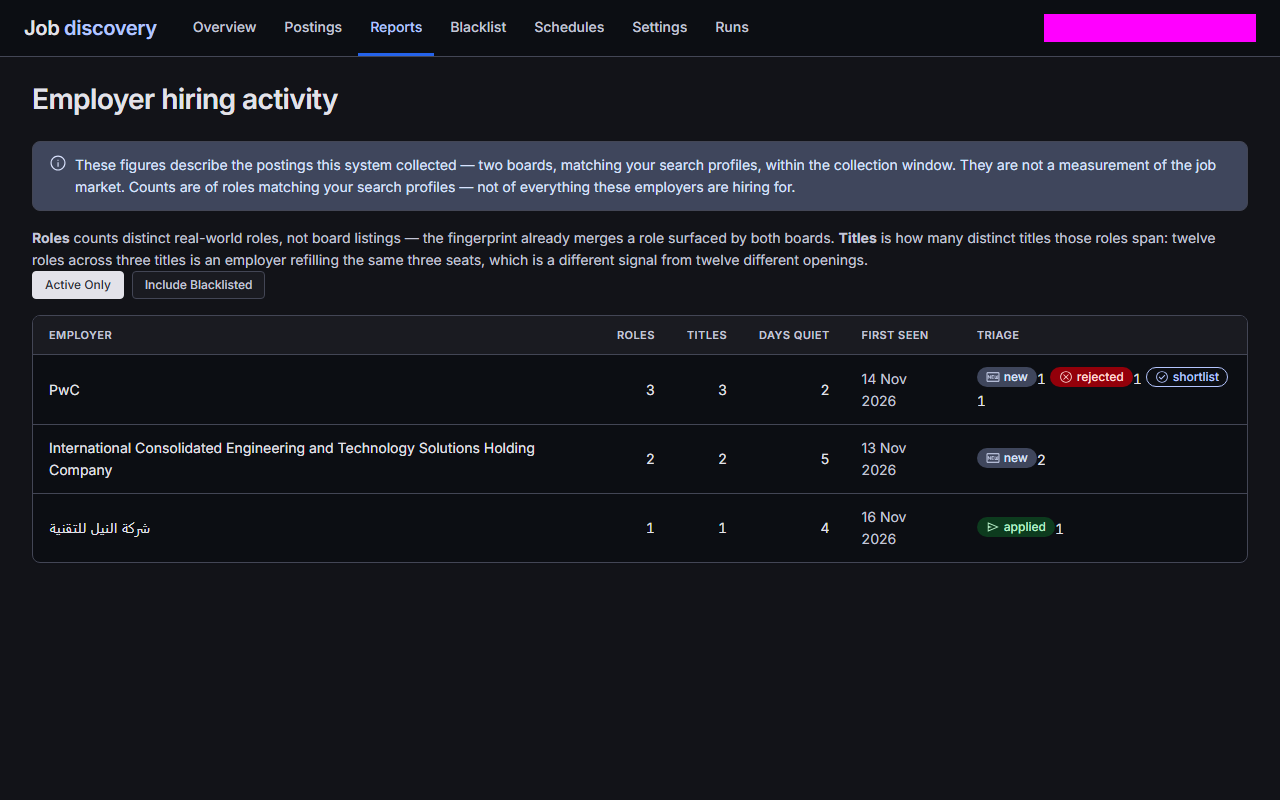 Job discovery
Overview
Postings
Reports
Blacklist
Schedules
Settings
Runs
Employer hiring activity
These figures describe the postings this system collected — two boards, matching your search profiles, within the collection window. They are not a measurement of the job
market. Counts are of roles matching your search profiles — not of everything these employers are hiring for.
Roles counts distinct real-world roles, not board listings — the fingerprint already merges a role surfaced by both boards. Titles is how many distinct titles those roles span: twelve
roles across three titles is an employer refilling the same three seats, which is a different signal from twelve different openings.
Active Only
Include Blacklisted
EMPLOYER ROLES TITLES DAYS QUIET FIRST SEEN TRIAGE
PwC 3 3 2 14 Nov
2026
new 1 rejected 1 shortlist
1
International Consolidated Engineering and Technology Solutions Holding
Company
2 2 5 13 Nov
2026
new 2
شركة النيل للتقنية 1 1 4 16 Nov
2026
applied 1